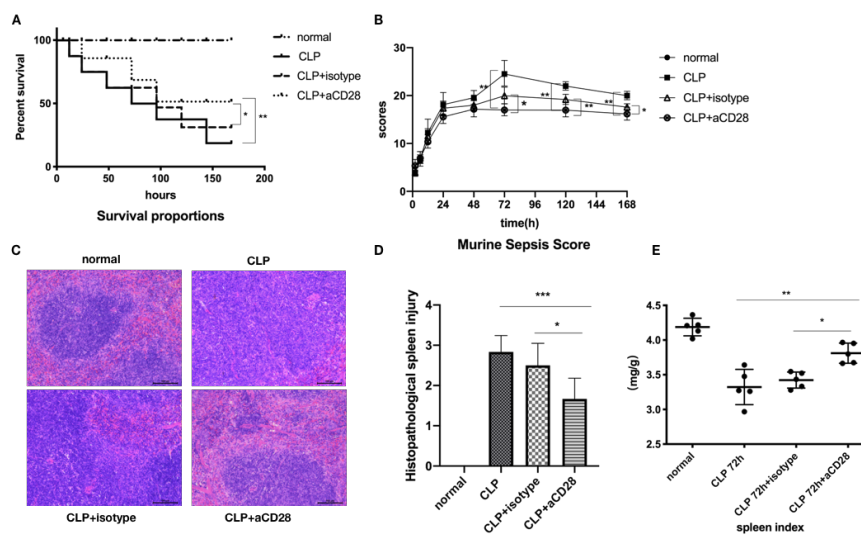 A
100
50
0
Percent survival
0 50 100 150 200
hours
Survival proportions
normal
CLP
CLP+isotype
CLP+aCD28
*
**
B
30
20
10
0
scores
0 24 48 72 96 120 144 168
time(h)
Murine Sepsis Score
normal
CLP
CLP+isotype
CLP+aCD28
**
*
**
**
**
*
C
normal
CLP
CLP+isotype
CLP+aCD28
D
Histopathological spleen injury
4
3
2
1
0
***
*
normal
CLP
CLP+isotype
CLP+aCD28
E
(mg/g)
4.5
4.0
3.5
3.0
2.5
**
*
normal
CLP 72h
CLP 72h+isotype
CLP 72h+aCD28
spleen index